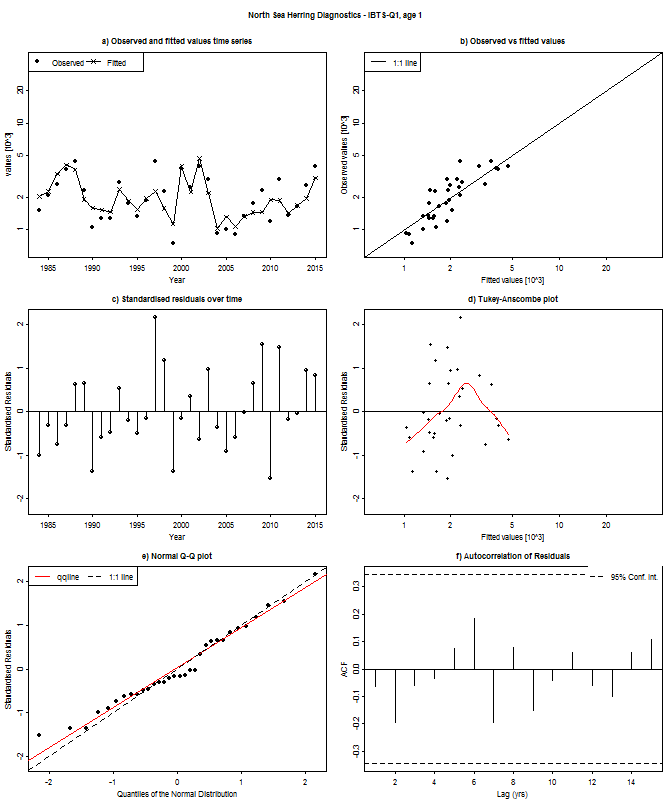 North Sea Herring Diagnostics - IBTS-Q1, age 1
a) Observed and fitted values time series
Observed Fitted
values [10^3]
1 2 5 10 20
1985 1990 1995 2000 2005 2010 2015
Year
b) Observed vs fitted values
1:1 line
Observed values [10^3]
1 2 5 10 20
1 2 5 10 20
Fitted values [10^3]
c) Standardised residuals over time
Standardised Residuals
-2 -1 0 1 2
1985 1990 1995 2000 2005 2010 2015
Year
d) Tukey-Anscombe plot
Standardised Residuals
-2 -1 0 1 2
1 2 5 10 20
Fitted values [10^3]
e) Normal Q-Q plot
qqline 1:1 line
Standardised Residuals
-2 -1 0 1 2
-2 -1 0 1 2
Quantiles of the Normal Distribution
f) Autocorrelation of Residuals
95% Conf. Int.
ACF
-0.3 -0.2 -0.1 0.0 0.1 0.2 0.3
2 4 6 8 10 12 14
Lag (yrs)